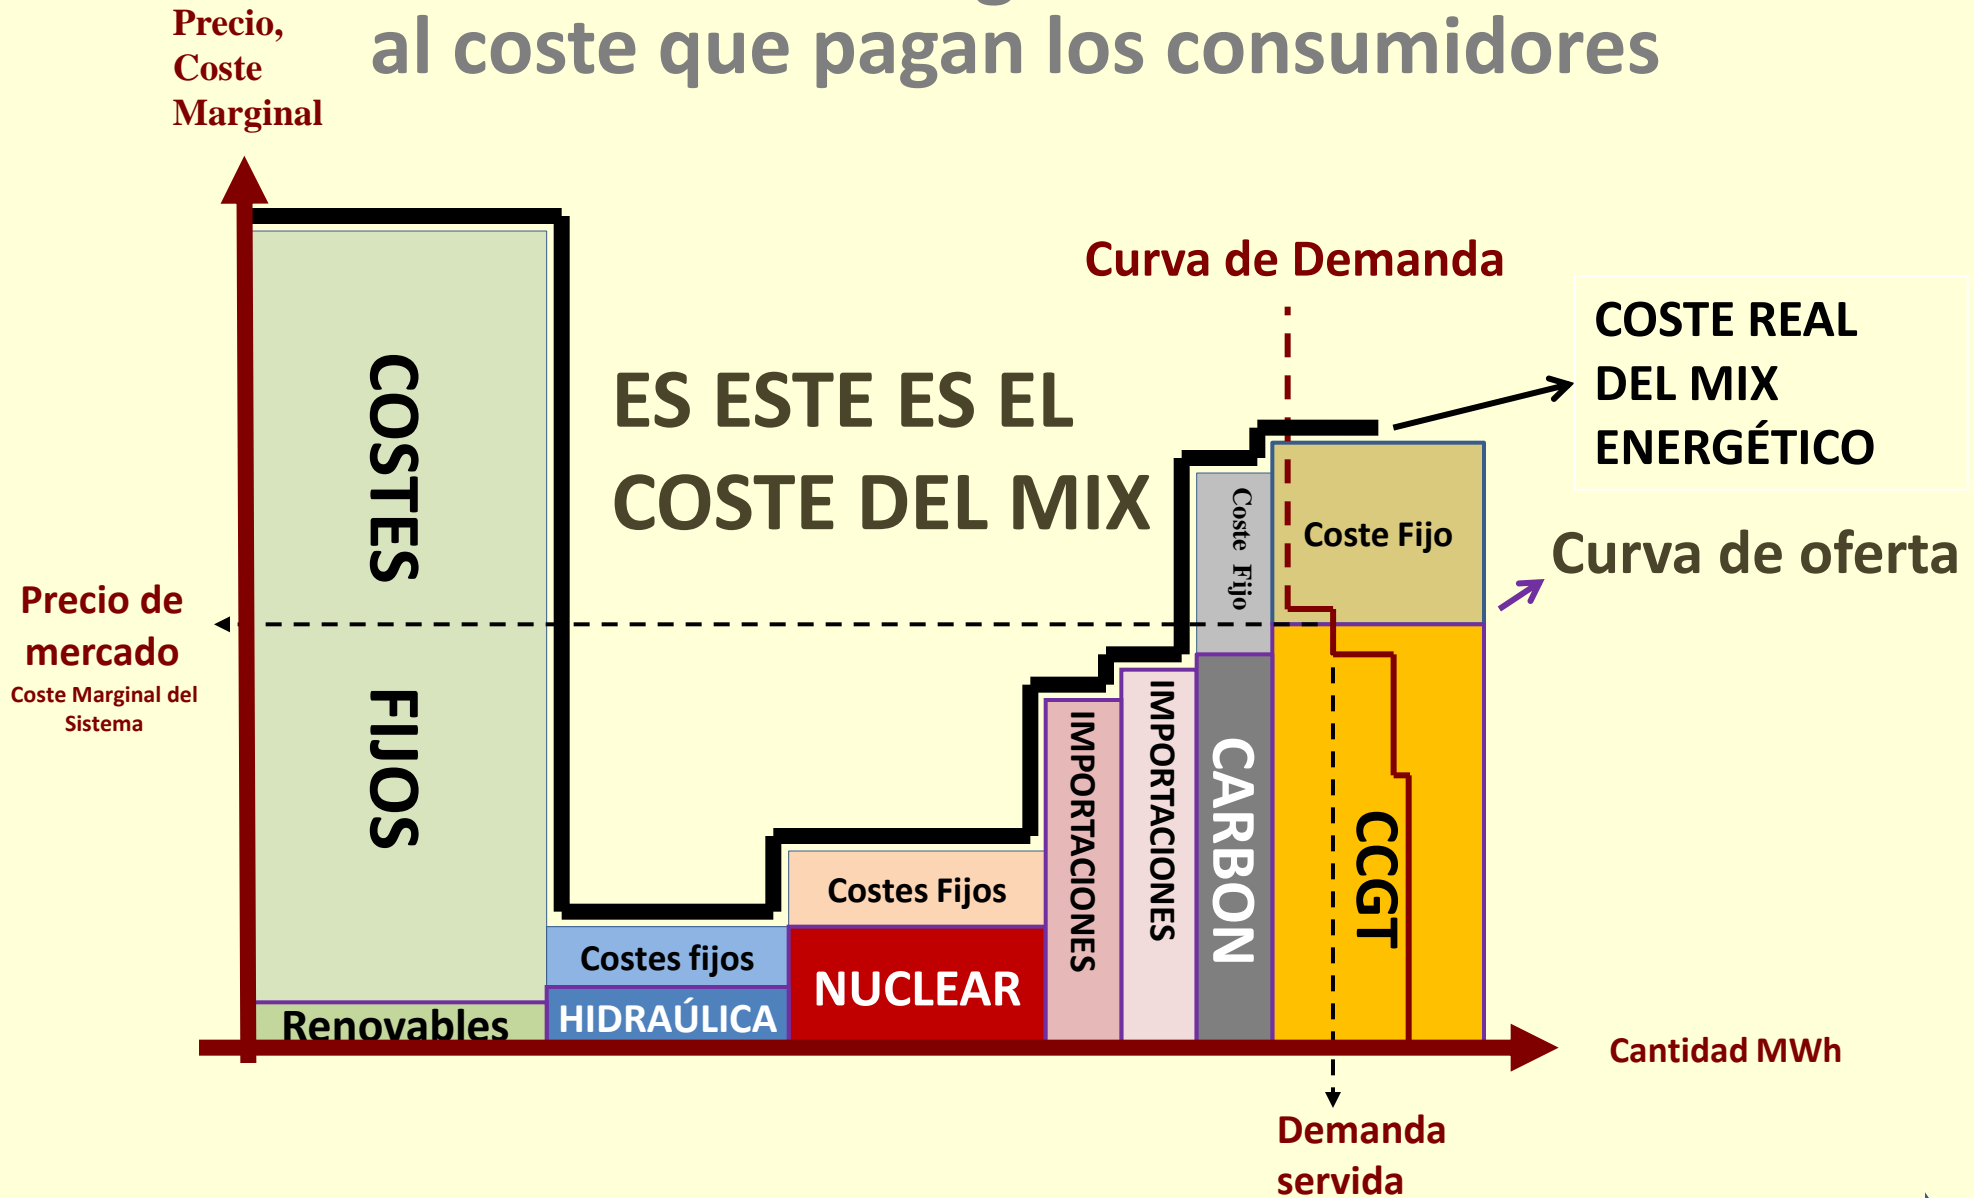 al coste que pagan los consumidores
Precio,
Coste
Marginal
Curva de Demanda
COSTE REAL
DEL MIX
ENERGÉTICO
ES ESTE ES EL
COSTE DEL MIX
COSTES FIJOS
Coste Fijo
Coste Fijo
Curva de oferta
Precio de
mercado
Coste Marginal del
Sistema
IMPORTACIONES
IMPORTACIONES
CARBON
CCGT
Costes Fijos
Costes fijos
NUCLEAR
HIDRAÚLICA
Renovables
Cantidad MWh
Demanda
servida